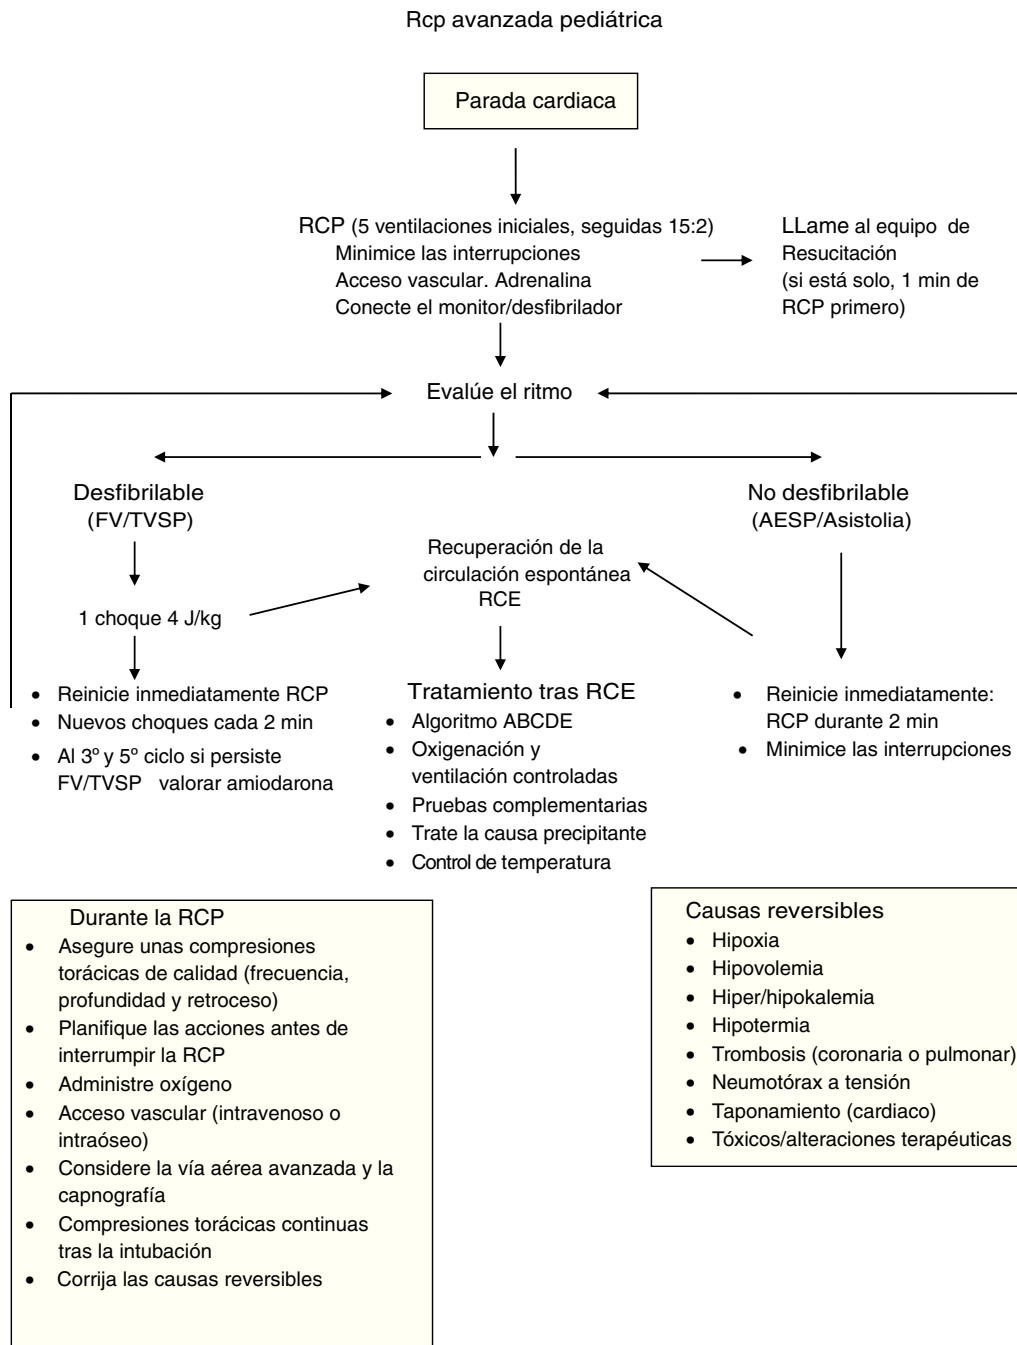 Rcp avanzada pediátrica
Parada cardiaca
RCP (5 ventilaciones iniciales, seguidas 15:2)
Minimice las interrupciones
Acceso vascular. Adrenalina
Conecte el monitor/desfibrilador
LLame al equipo de
Resucitación
(si está solo, 1 min de
RCP primero)
Evalúe el ritmo
Desfibrilable
(FV/TVSP)
1 choque 4 J/kg
• Reinicie inmediatamente RCP
• Nuevos choques cada 2 min
• Al 3º y 5º ciclo si persiste
FV/TVSP valorar amiodarona
Recuperación de la
circulación espontánea
RCE
Tratamiento tras RCE
• Algoritmo ABCDE
• Oxigenación y
ventilación controladas
• Pruebas complementarias
• Trate la causa precipitante
• Control de temperatura
No desfibrilable
(AESP/Asistolia)
• Reinicie inmediatamente:
RCP durante 2 min
• Minimice las interrupciones
Durante la RCP
• Asegure unas compresiones
torácicas de calidad (frecuencia,
profundidad y retroceso)
• Planifique las acciones antes de
interrumpir la RCP
• Administre oxígeno
• Acceso vascular (intravenoso o
intraóseo)
• Considere la vía aérea avanzada y la
capnografía
• Compresiones torácicas continuas
tras la intubación
• Corrija las causas reversibles
Causas reversibles
• Hipoxia
• Hipovolemia
• Hiper/hipokalemia
• Hipotermia
• Trombosis (coronaria o pulmonar)
• Neumotórax a tensión
• Taponamiento (cardiaco)
• Tóxicos/alteraciones terapéuticas